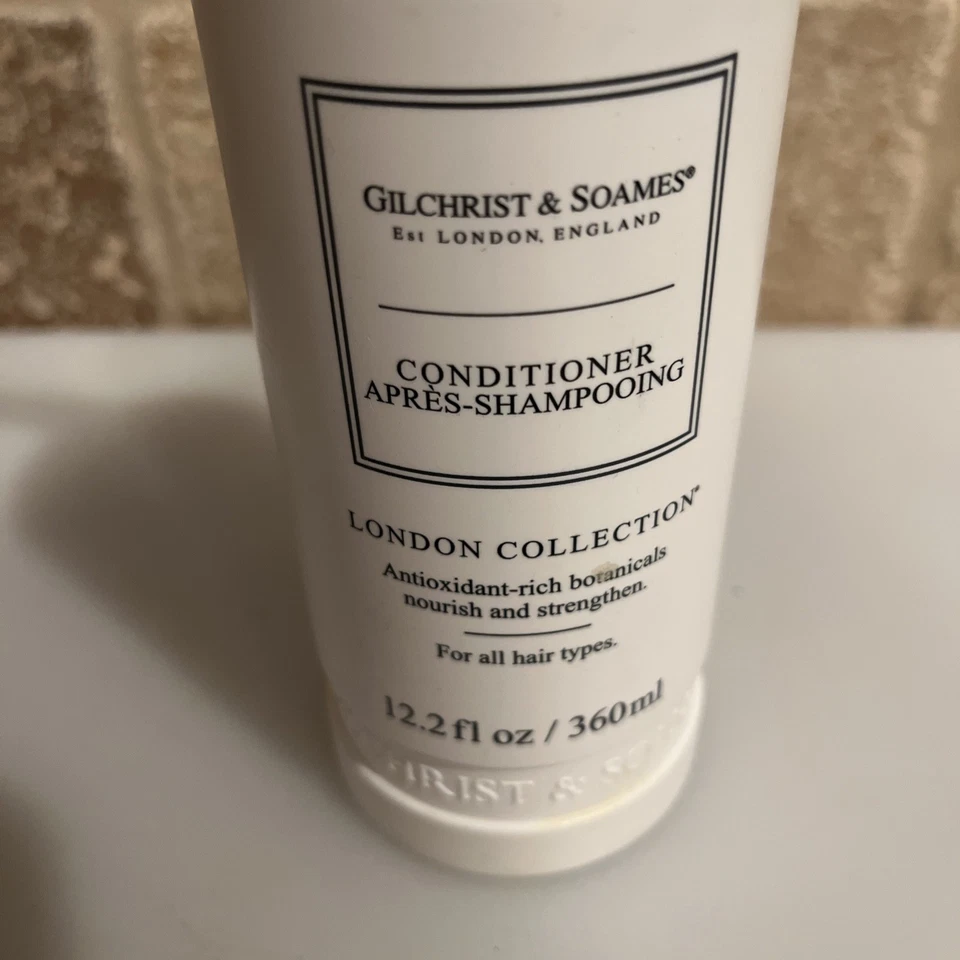 GILCHRIST & SOAMES®
Est LONDON, ENGLAND
CONDITIONER
APRÈS-SHAMPOOING
LONDON COLLECTION®
Antioxidant-rich botanicals
nourish and strengthen.
For all hair types.
12.2 fl oz / 360ml